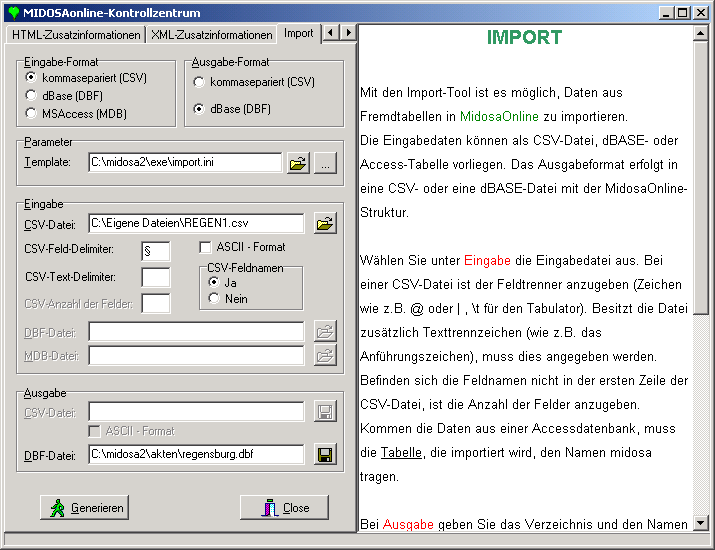 MIDOSAonline-Kontrollzentrum
HTML-Zusatzinformationen XML-Zusatzinformationen Import
Eingabe-Format
kommasepariert (CSV)
dBase (DBF)
MSAccess (MDB)
Ausgabe-Format
kommasepariert (CSV)
dBase (DBF)
Parameter
Template: C:\midosa2\exe\import.ini ...
Eingabe
CSV-Datei: C:\Eigene Dateien\REGEN1.csv
CSV-Feld-Delimiter: § ASCII - Format
CSV-Text-Delimiter:
CSV-Feldnamen
Ja
Nein
CSV-Anzahl der Felder:
DBF-Datei:
MDB-Datei:
Ausgabe
CSV-Datei:
ASCII - Format
DBF-Datei: C:\midosa2\akten\regensburg.dbf
Generieren Close
IMPORT
Mit den Import-Tool ist es möglich, Daten aus
Fremdtabellen in MidosaOnline zu importieren.
Die Eingabedaten können als CSV-Datei, dBASE- oder
Access-Tabelle vorliegen. Das Ausgabeformat erfolgt in
eine CSV- oder eine dBASE-Datei mit der MidosaOnline-
Struktur.
Wählen Sie unter Eingabe die Eingabedatei aus. Bei
einer CSV-Datei ist der Feldtrenner anzugeben (Zeichen
wie z.B. @ oder | , \t für den Tabulator). Besitzt die Datei
zusätzlich Texttrennzeichen (wie z.B. das
Anführungszeichen), muss dies angegeben werden.
Befinden sich die Feldnamen nicht in der ersten Zeile der
CSV-Datei, ist die Anzahl der Felder anzugeben.
Kommen die Daten aus einer Accessdatenbank, muss
die Tabelle, die importiert wird, den Namen midosa
tragen.
Bei Ausgabe geben Sie das Verzeichnis und den Namen